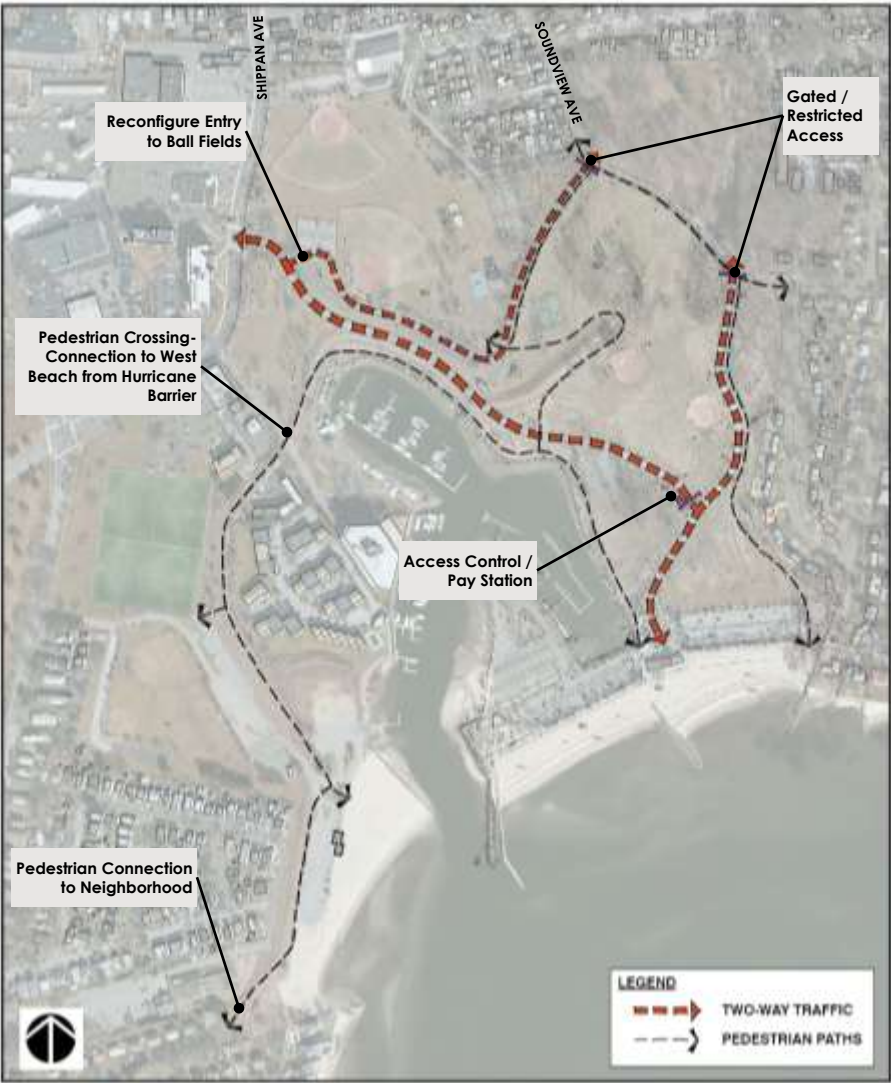 SHIPPAN AVE
SOUNDVIEW AVE
Gated /
Restricted
Access
Reconfigure Entry
to Ball Fields
Pedestrian Crossing-
Connection to West
Beach from Hurricane
Barrier
Access Control /
Pay Station
Pedestrian Connection
to Neighborhood
LEGEND
TWO-WAY TRAFFIC
PEDESTRIAN PATHS